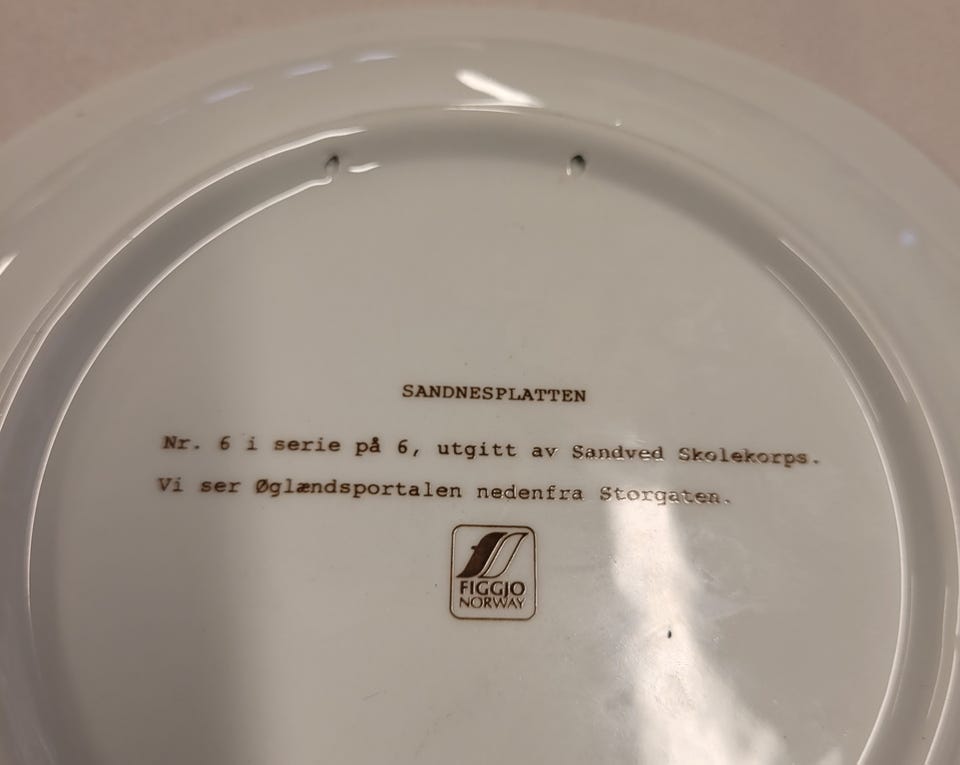 SANDNESPLATTEN
Nr. 6 i serie på 6, utgitt av Sandved Skolekorps.
Vi ser Øglændsportalen nedenfra Storgaten.
FIGGJO
NORWAY